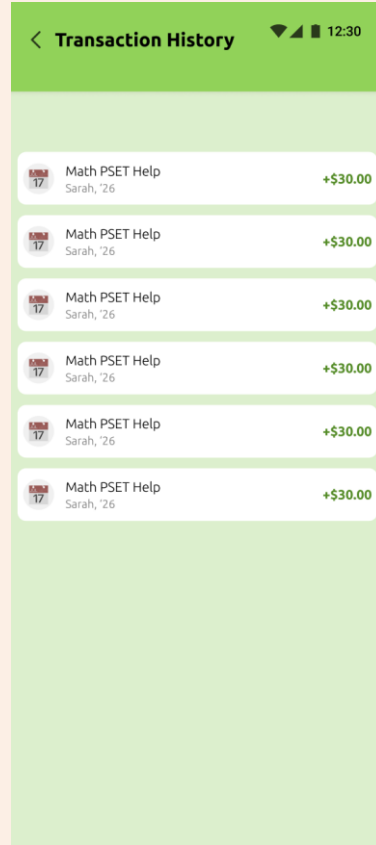 12:30
Transaction History
Math PSET Help
Sarah, '26
+$30.00
17
Math PSET Help
Sarah, '26
+$30.00
17
Math PSET Help
Sarah, '26
+$30.00
17
Math PSET Help
Sarah, '26
+$30.00
17
Math PSET Help
Sarah, '26
+$30.00
17
Math PSET Help
Sarah, '26
+$30.00
17